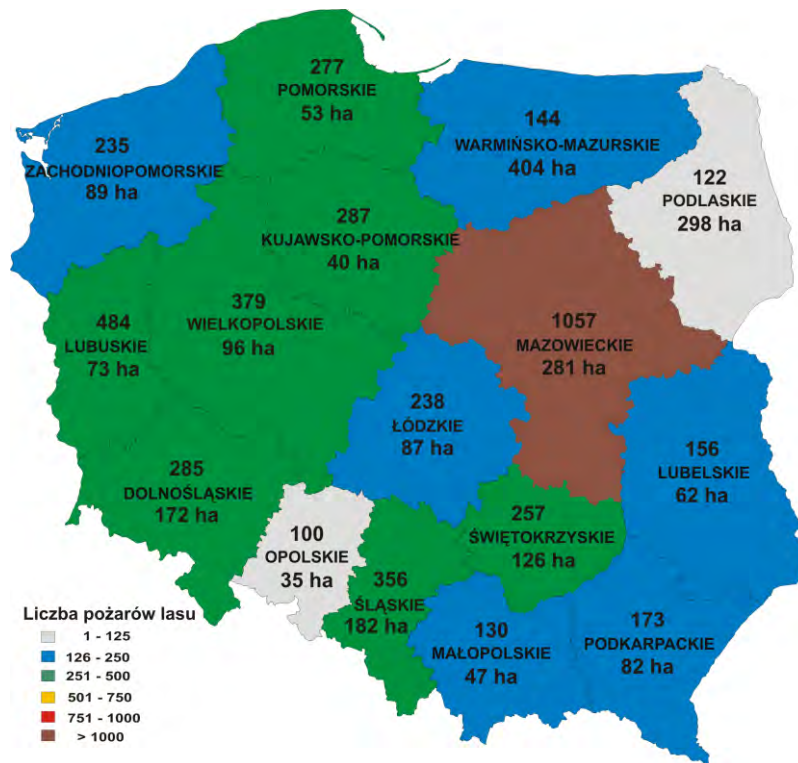 277
POMORSKIE
53 ha
144
WARMIŃSKO-MAZURSKIE
404 ha
235
ZACHODNIOPOMORSKIE
89 ha
122
PODLASKIE
298 ha
287
KUJAWSKO-POMORSKIE
40 ha
379
WIELKOPOLSKIE
96 ha
484
LUBUSKIE
73 ha
1057
MAZOWIECKIE
281 ha
238
ŁÓDZKIE
87 ha
156
LUBELSKIE
62 ha
285
DOLNOŚLĄSKIE
172 ha
257
ŚWIĘTOKRZYSKIE
126 ha
100
OPOLSKIE
35 ha
356
ŚLĄSKIE
182 ha
130
MAŁOPOLSKIE
47 ha
173
PODKARPACKIE
82 ha
Liczba pożarów lasu
1 - 125
126 - 250
251 - 500
501 - 750
751 - 1000
> 1000